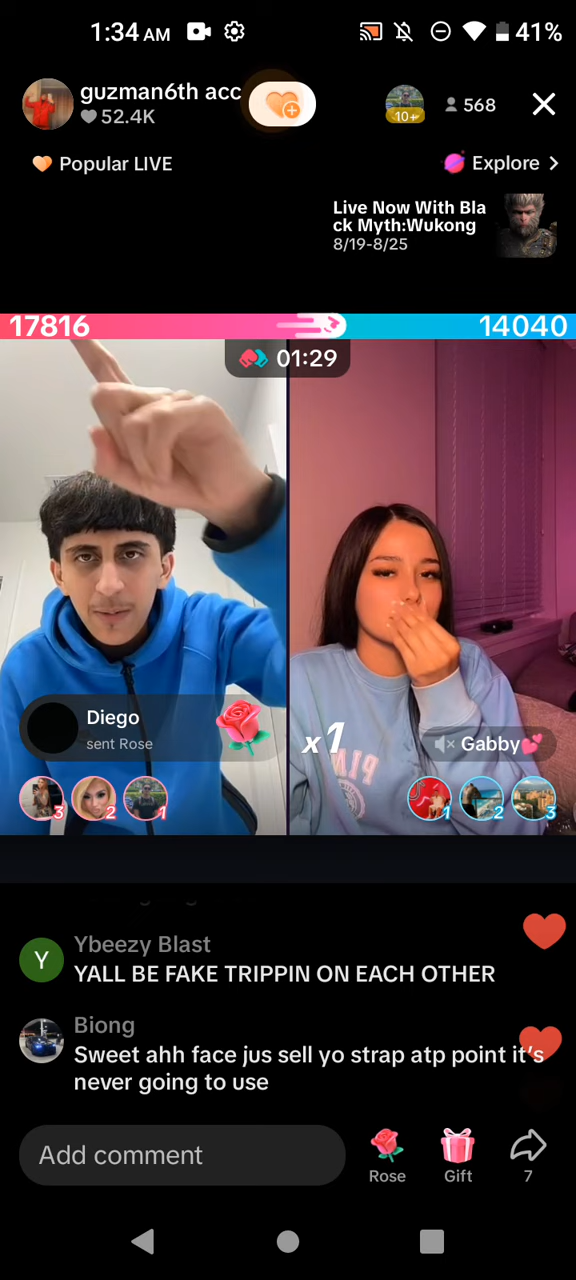 1:34 AM
41%
guzman6th acc
52.4K
10+
568
Popular LIVE
Explore
Live Now With Bla
ck Myth:Wukong
8/19-8/25
17816
14040
01:29
Diego
sent Rose
x1
Gabby💕
3
2
1
1
2
3
Ybeezy Blast
Y
YALL BE FAKE TRIPPIN ON EACH OTHER
Biong
Sweet ahh face jus sell yo strap atp point it's
never going to use
Add comment
Rose
Gift
7